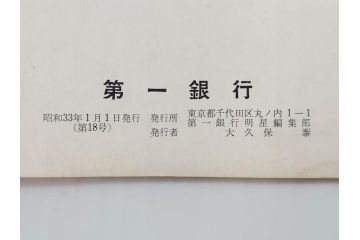 第一銀行
昭和33年1月1日発行 発行所 東京都千代田区丸ノ内1—1
(第18号) 第一銀行明星編集部
発行者 大久保泰